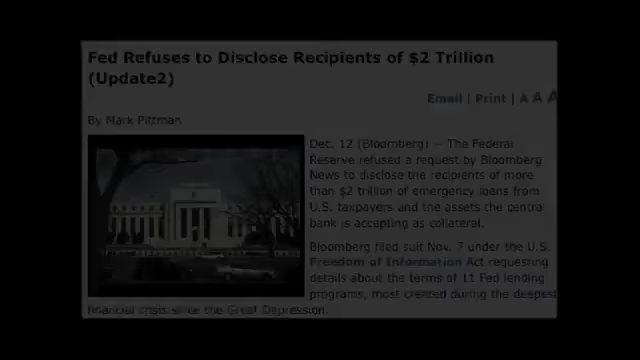 Fed Refuses to Disclose Recipients of $2 Trillion
(Update2)
Email | Print | A A A
By Mark Pittman
Dec. 12 (Bloomberg) -- The Federal
Reserve refused a request by Bloomberg
News to disclose the recipients of more
than $2 trillion of emergency loans from
U.S. taxpayers and the assets the central
bank is accepting as collateral.
Bloomberg filed suit Nov. 7 under the U.S.
Freedom of Information Act requesting
details about the terms of 11 Fed lending
programs, most created during the deepest
financial crisis since the Great Depression.